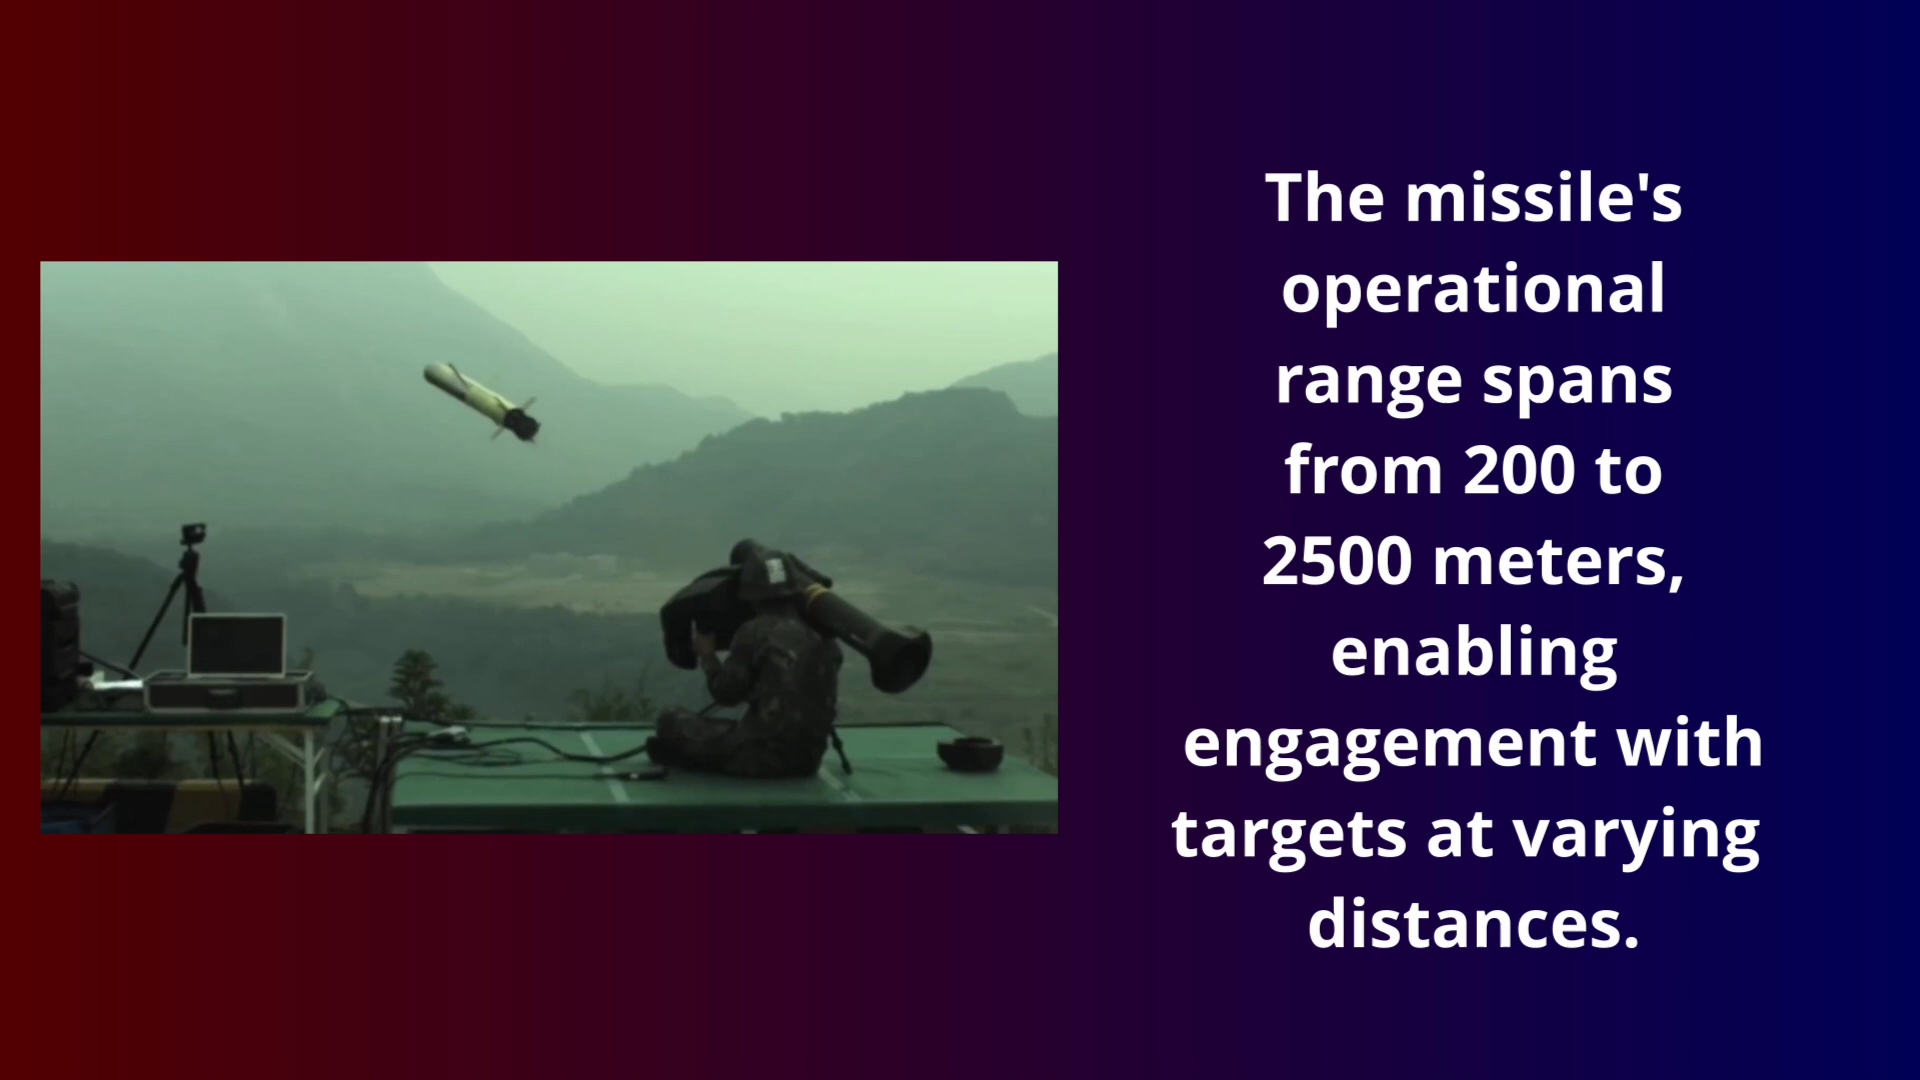 The missile's
operational
range spans
from 200 to
2500 meters,
enabling
engagement with
targets at varying
distances.